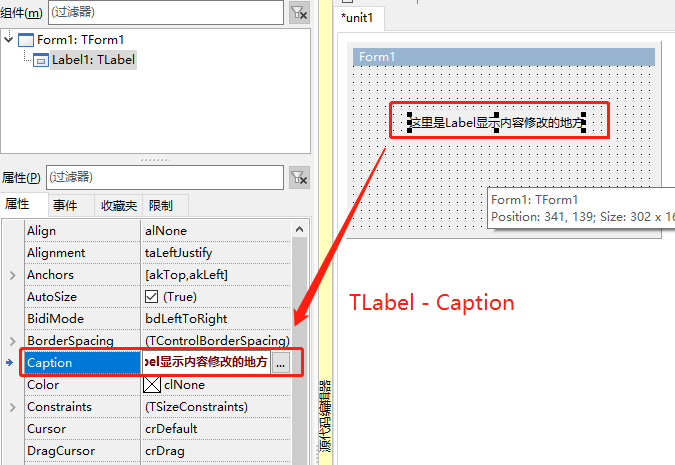 组件(m) (过滤器)
Form1: TForm1
Label1: TLabel
属性(P) (过滤器)
属性 事件 收藏夹 限制
Align alNone
Alignment taLeftJustify
Anchors [akTop,akLeft]
AutoSize (True)
BidiMode bdLeftToRight
BorderSpacing (TControlBorderSpacing)
Caption bel显示内容修改的地方 ...
Color clNone
Constraints (TSizeConstraints)
Cursor crDefault
DragCursor crDrag
源代码编辑器
*unit1
Form1
这里是Label显示内容修改的地方
Form1: TForm1
Position: 341, 139; Size: 302 x 16
TLabel - Caption